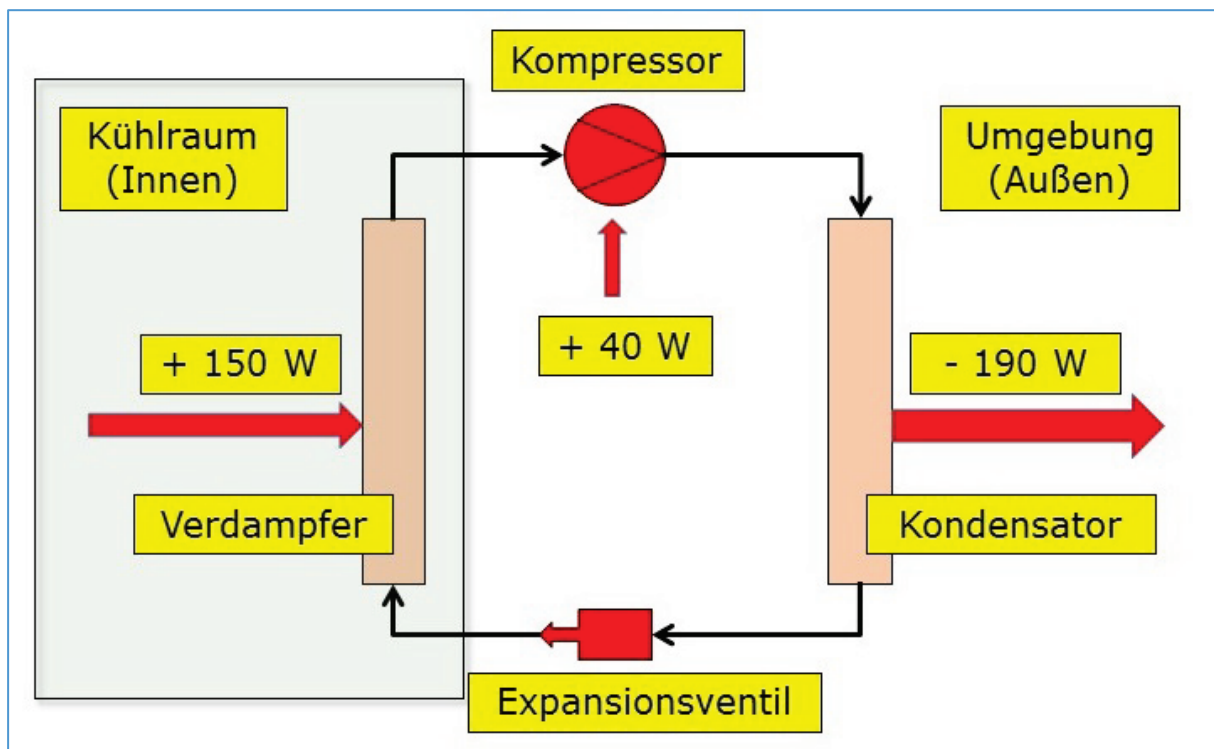 Kompressor
Kühlraum
(Innen)
Umgebung
(Außen)
+ 150 W
+ 40 W
- 190 W
Verdampfer
Kondensator
Expansionsventil